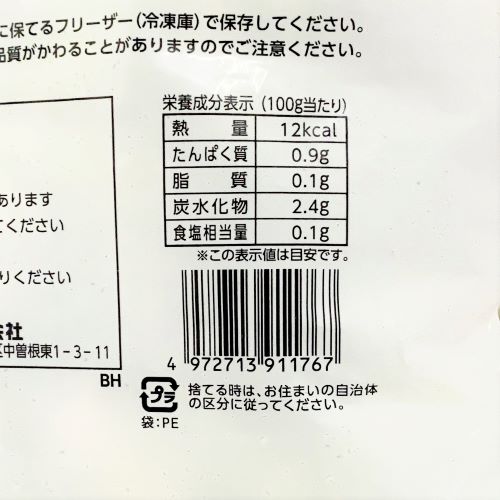 に保てるフリーザー(冷凍庫)で保存してください。
品質がかわることがありますのでご注意ください。
栄養成分表示 (100g当たり)
熱量 12kcal
たんぱく質 0.9g
脂質 0.1g
炭水化物 2.4g
食塩相当量 0.1g
※この表示値は目安です。
あります
てください
りください
会社
区中曽根東1-3-11
BH
4 972713 911767
プラ
捨てる時は、お住まいの自治体
の区分に従ってください。
袋:PE